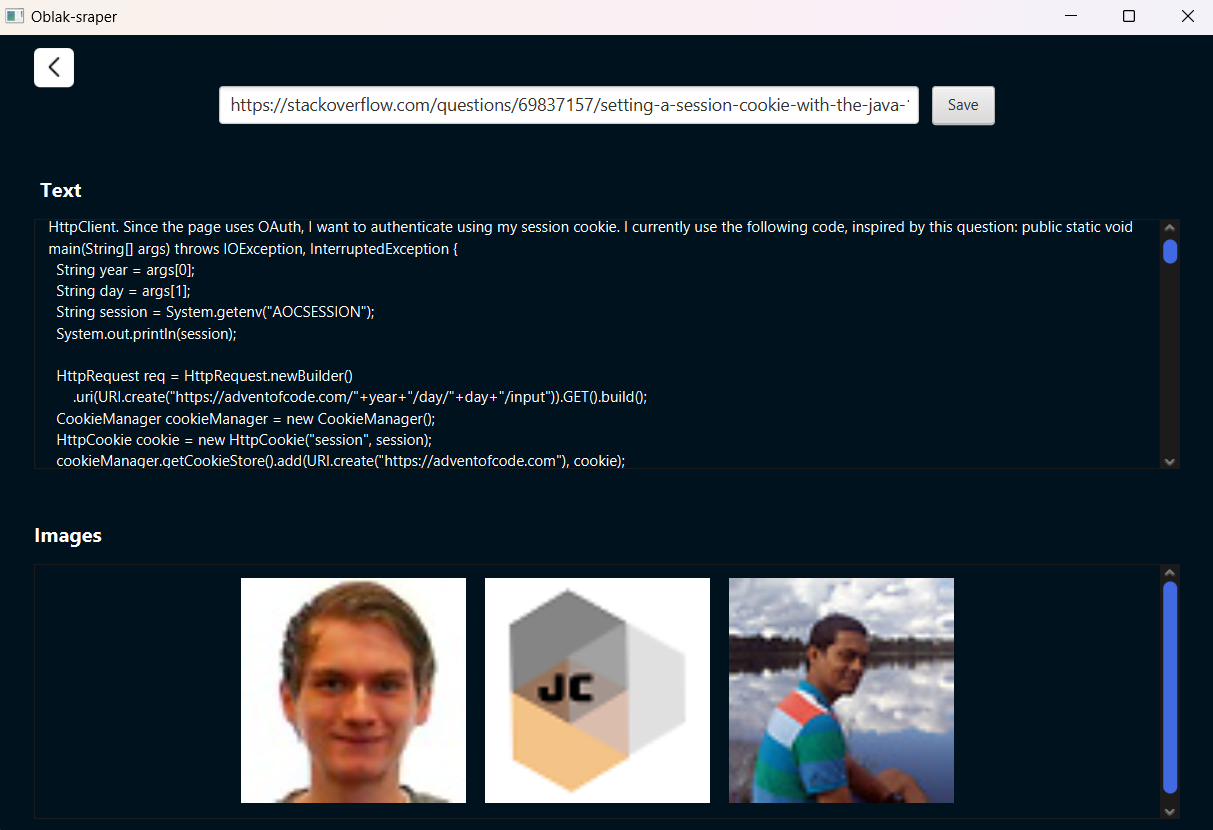 Oblak-sraper
https://stackoverflow.com/questions/69837157/setting-a-session-cookie-with-the-java-
Save
Text
HttpClient. Since the page uses OAuth, I want to authenticate using my session cookie. I currently use the following code, inspired by this question: public static void
main(String[] args) throws IOException, InterruptedException {
String year = args[0];
String day = args[1];
String session = System.getenv("AOCSESSION");
System.out.println(session);
HttpRequest req = HttpRequest.newBuilder()
.uri(URI.create("https://adventofcode.com/"+year+"/day/"+day+"/input")).GET().build();
CookieManager cookieManager = new CookieManager();
HttpCookie cookie = new HttpCookie("session", session);
cookieManager.getCookieStore().add(URI.create("https://adventofcode.com"), cookie);
Images
JC